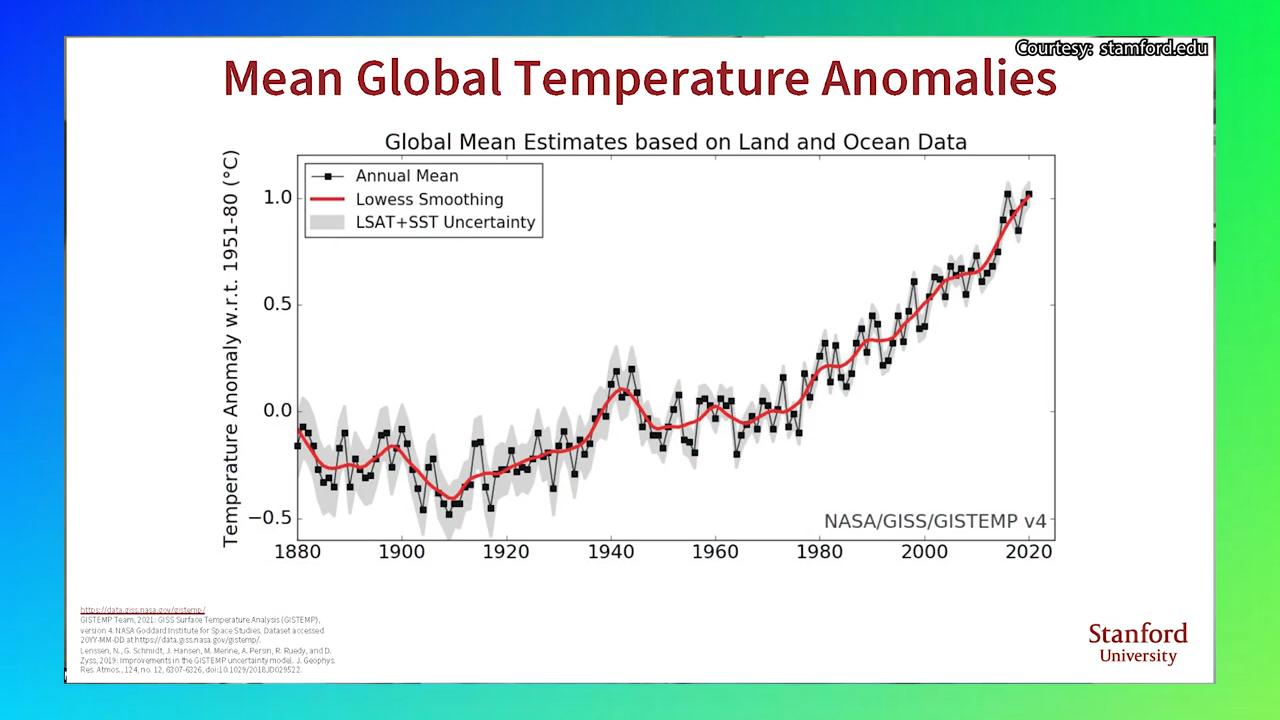 Courtesy: stamford.edu
Mean Global Temperature Anomalies
Global Mean Estimates based on Land and Ocean Data
Temperature Anomaly w.r.t. 1951-80 (°C)
Annual Mean
Lowess Smoothing
LSAT+SST Uncertainty
1.0
0.5
0.0
−0.5
NASA/GISS/GISTEMP v4
1880 1900 1920 1940 1960 1980 2000 2020
https://data.giss.nasa.gov/gistemp/
GISTEMP Team, 2021: GISS Surface Temperature Analysis (GISTEMP),
version 4. NASA Goddard Institute for Space Studies. Dataset accessed
20YY-MM-DD at https://data.giss.nasa.gov/gistemp/.
Lenssen, N., G. Schmidt, J. Hansen, M. Menne, A. Persin, R. Ruedy, and D.
Zyss, 2019: Improvements in the GISTEMP uncertainty model. J. Geophys.
Res. Atmos., 124, no. 12, 6307-6326, doi:10.1029/2018JD029522.
Stanford
University